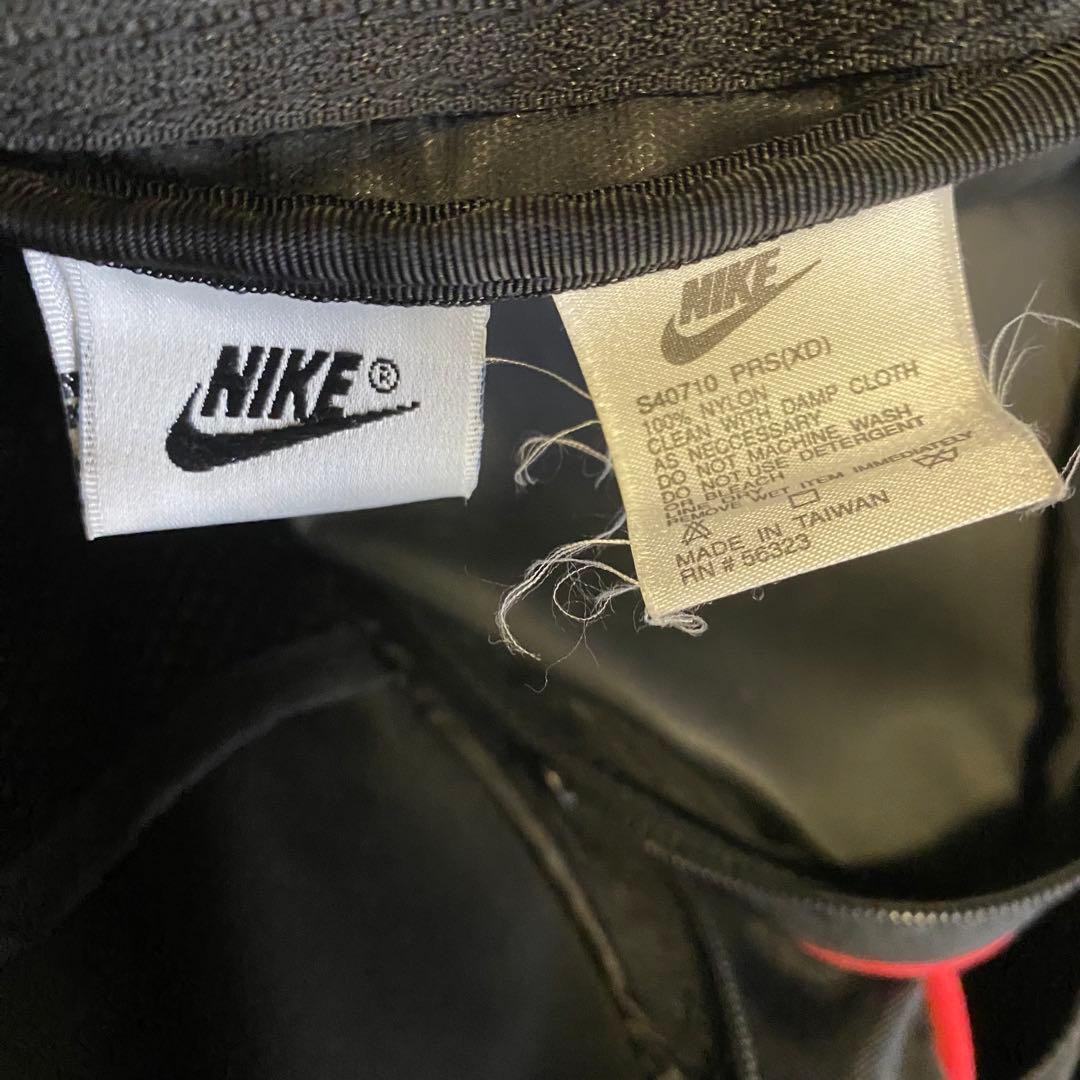 NIKE®
NIKE
S40710 PRS(XD)
100% NYLON
CLEAN WITH DAMP CLOTH
AS NECCESSARY
DO NOT MACHINE WASH
DO NOT USE DETERGENT
OR BLEACH
REMOVE WET ITEM IMMEDIATELY
MADE IN TAIWAN
RN # 56323